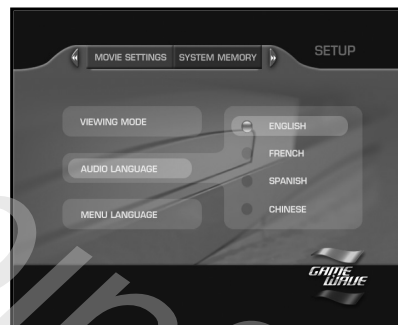 SETUP
MOVIE SETTINGS SYSTEM MEMORY
VIEWING MODE
ENGLISH
FRENCH
AUDIO LANGUAGE
SPANISH
MENU LANGUAGE
CHINESE
GAME
WAVE